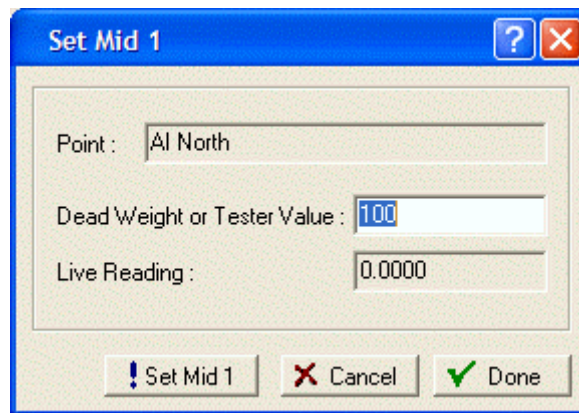 Set Mid 1
?
Point : AI North
Dead Weight or Tester Value : 100
Live Reading : 0.0000
! Set Mid 1 Cancel Done